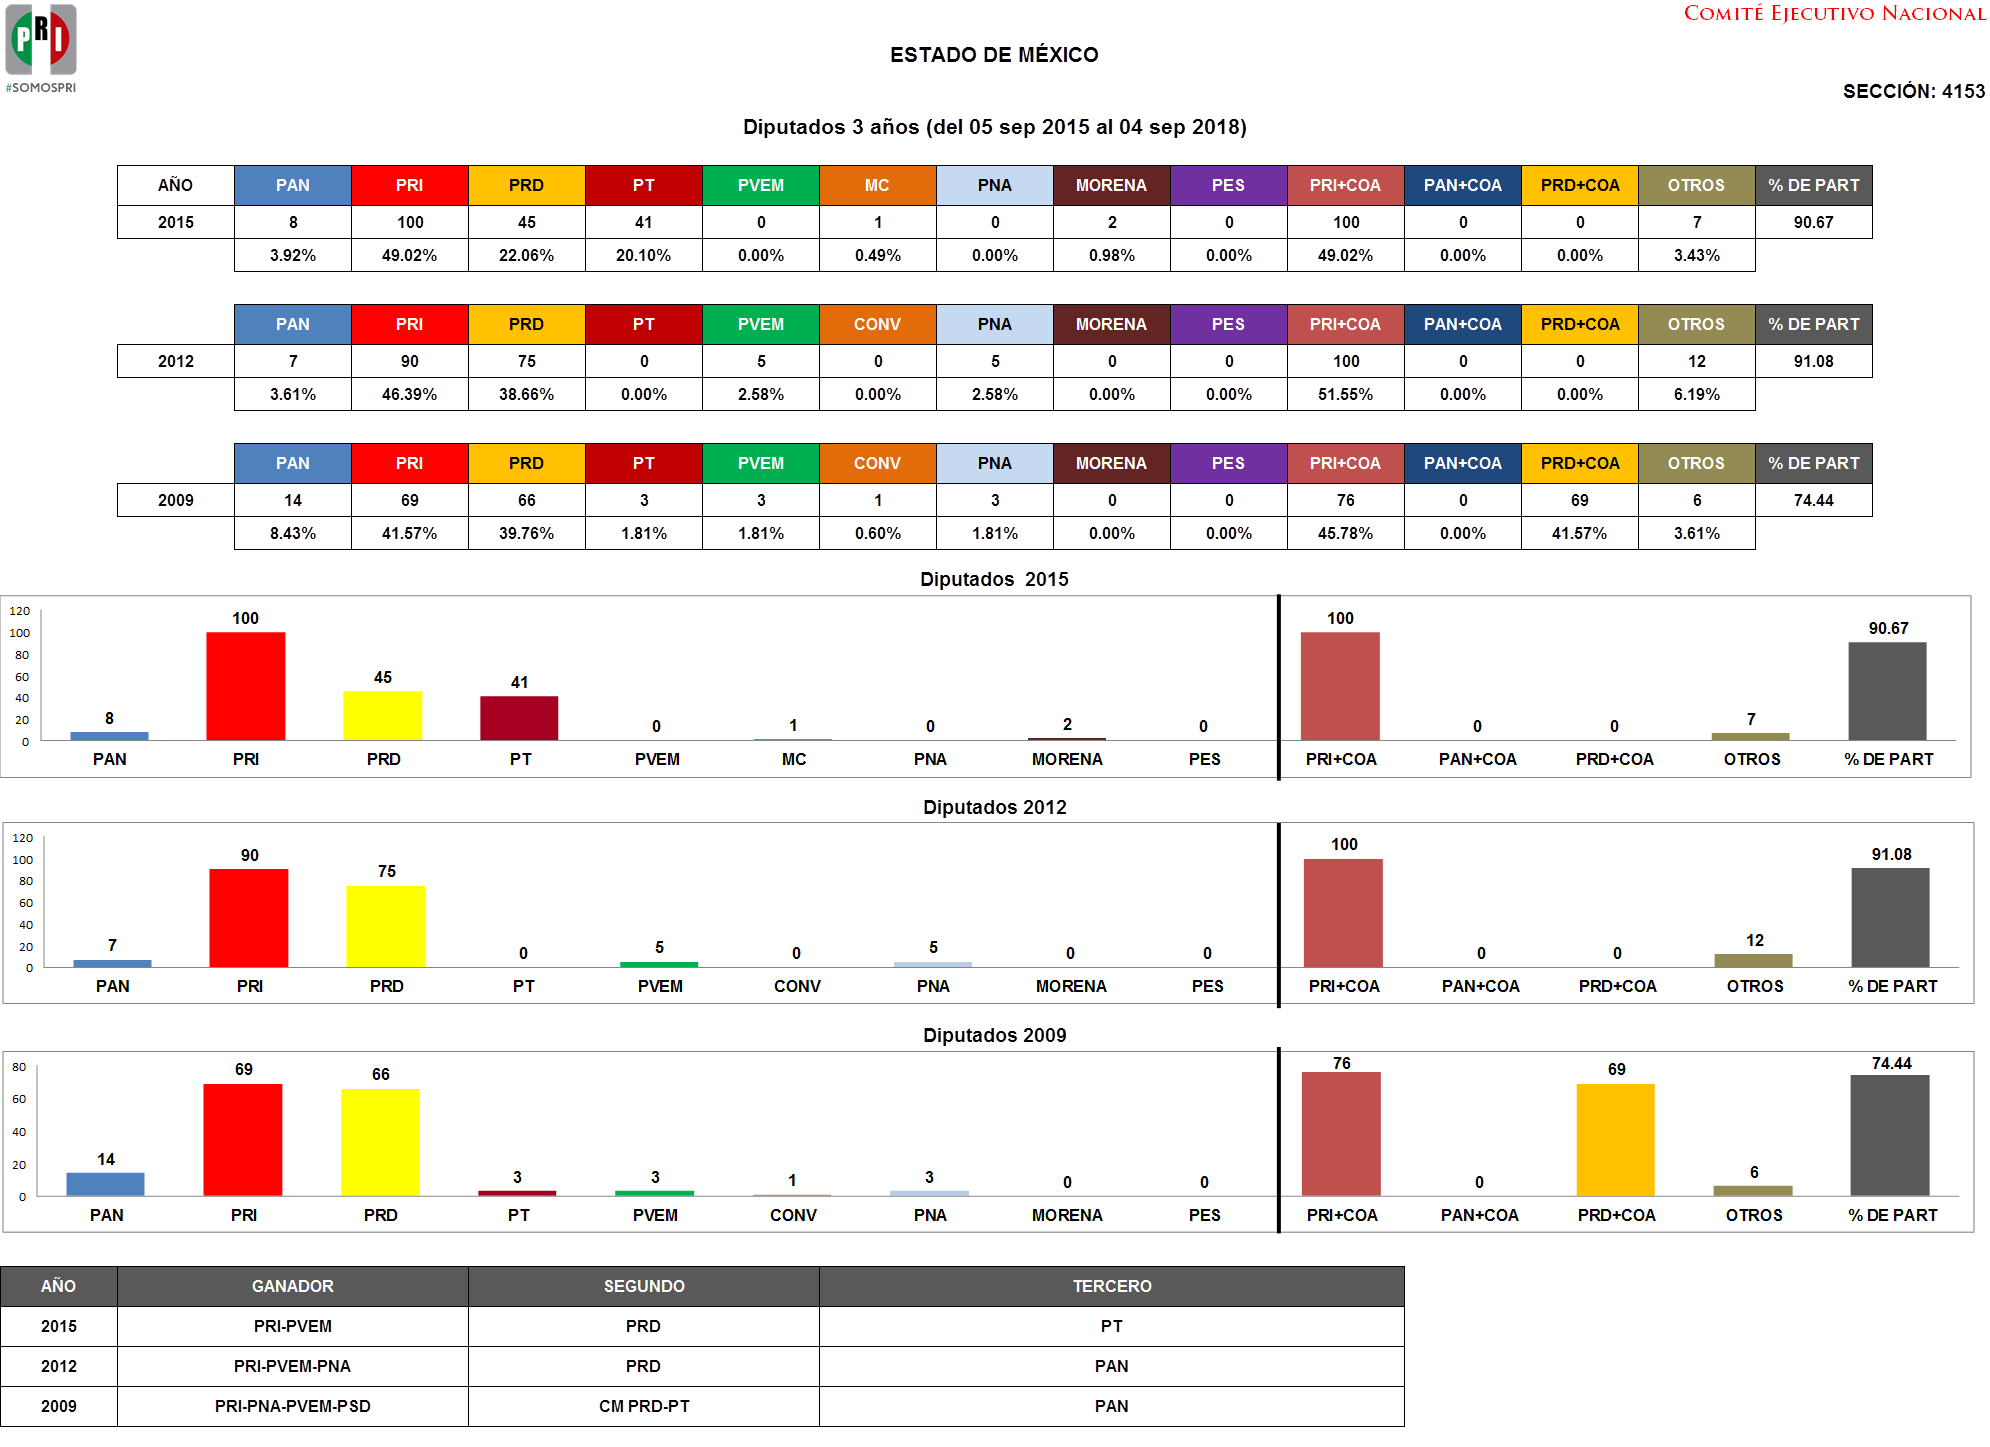 PRI
#SOMOSPRI
COMITÉ EJECUTIVO NACIONAL
ESTADO DE MÉXICO
SECCIÓN: 4153
Diputados 3 años (del 05 sep 2015 al 04 sep 2018)
AÑO PAN PRI PRD PT PVEM MC PNA MORENA PES PRI+COA PAN+COA PRD+COA OTROS % DE PART
2015 8 100 45 41 0 1 0 2 0 100 0 0 7 90.67
3.92% 49.02% 22.06% 20.10% 0.00% 0.49% 0.00% 0.98% 0.00% 49.02% 0.00% 0.00% 3.43%
PAN PRI PRD PT PVEM CONV PNA MORENA PES PRI+COA PAN+COA PRD+COA OTROS % DE PART
2012 7 90 75 0 5 0 5 0 0 100 0 0 12 91.08
3.61% 46.39% 38.66% 0.00% 2.58% 0.00% 2.58% 0.00% 0.00% 51.55% 0.00% 0.00% 6.19%
PAN PRI PRD PT PVEM CONV PNA MORENA PES PRI+COA PAN+COA PRD+COA OTROS % DE PART
2009 14 69 66 3 3 1 3 0 0 76 0 69 6 74.44
8.43% 41.57% 39.76% 1.81% 1.81% 0.60% 1.81% 0.00% 0.00% 45.78% 0.00% 41.57% 3.61%
Diputados 2015
120
100
80
60
40
20
0
8 100 45 41 0 1 0 2 0 100 0 0 7 90.67
PAN PRI PRD PT PVEM MC PNA MORENA PES PRI+COA PAN+COA PRD+COA OTROS % DE PART
Diputados 2012
120
100
80
60
40
20
0
7 90 75 0 5 0 5 0 0 100 0 0 12 91.08
PAN PRI PRD PT PVEM CONV PNA MORENA PES PRI+COA PAN+COA PRD+COA OTROS % DE PART
Diputados 2009
80
60
40
20
0
14 69 66 3 3 1 3 0 0 76 0 69 6 74.44
PAN PRI PRD PT PVEM CONV PNA MORENA PES PRI+COA PAN+COA PRD+COA OTROS % DE PART
AÑO GANADOR SEGUNDO TERCERO
2015 PRI-PVEM PRD PT
2012 PRI-PVEM-PNA PRD PAN
2009 PRI-PNA-PVEM-PSD CM PRD-PT PAN